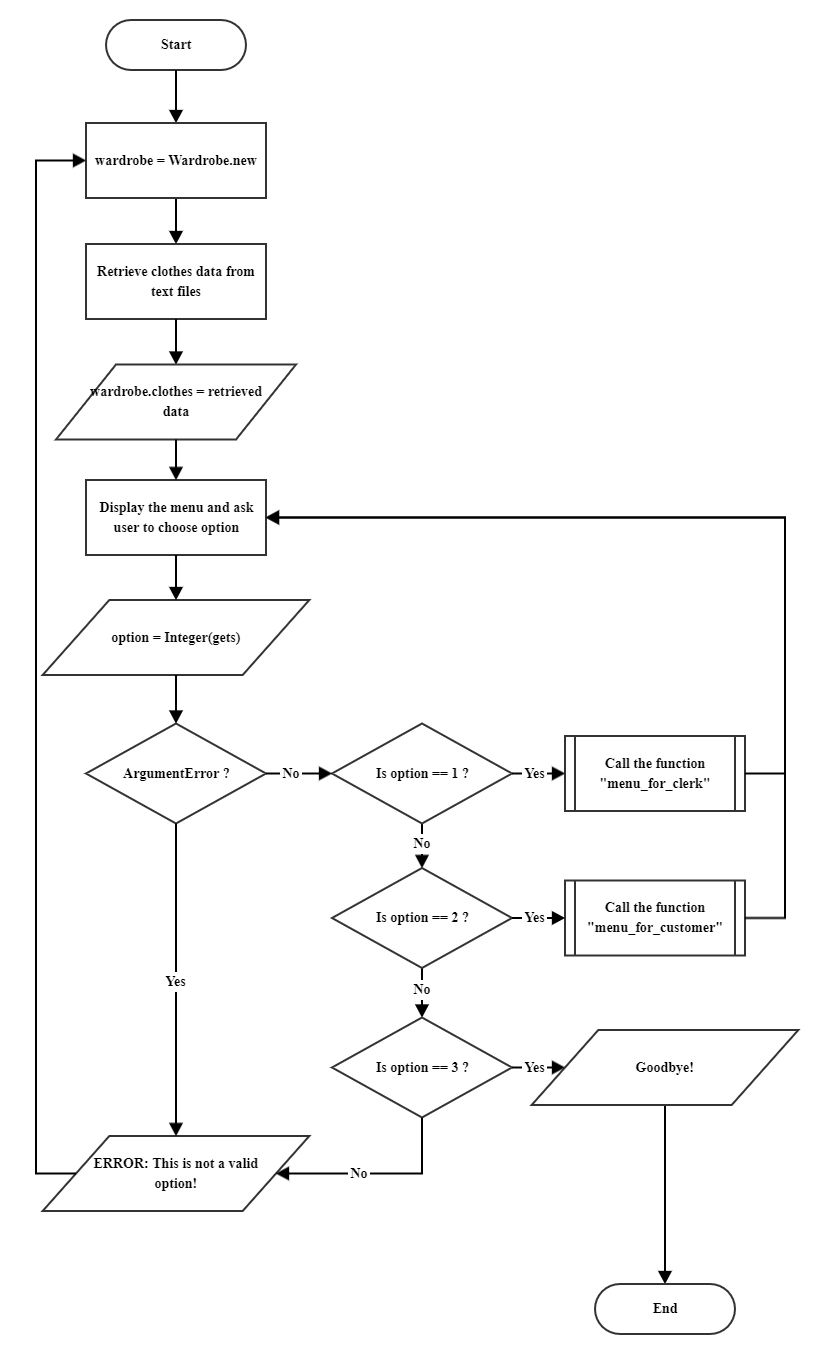 Start
wardrobe = Wardrobe.new
Retrieve clothes data from
text files
wardrobe.clothes = retrieved
data
Display the menu and ask
user to choose option
option = Integer(gets)
ArgumentError ?
No
Is option == 1 ?
Yes
Call the function
"menu_for_clerk"
No
Is option == 2 ?
Yes
Call the function
"menu_for_customer"
Yes
No
Is option == 3 ?
Yes
Goodbye!
ERROR: This is not a valid
option!
No
End